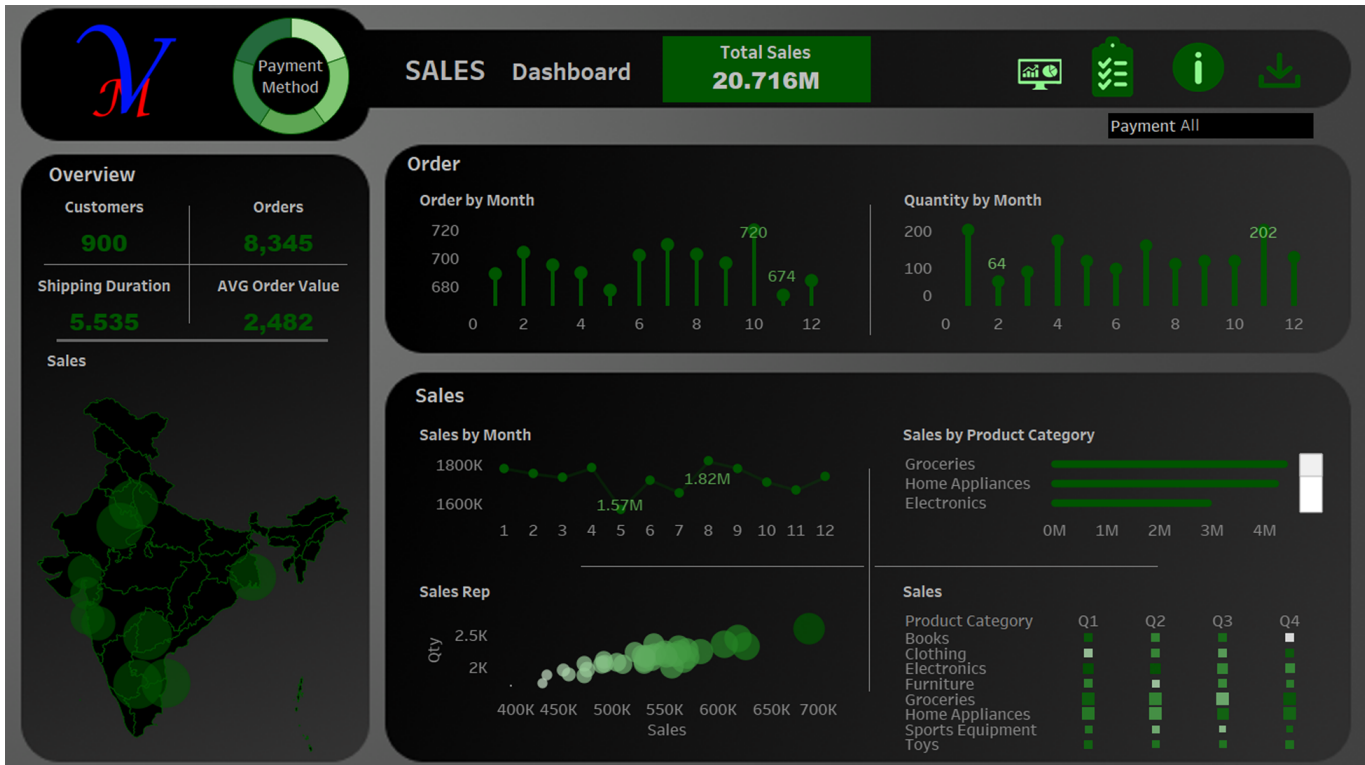 VM
Payment
Method
SALES Dashboard
Total Sales
20.716M
Payment All
Overview
Customers
Orders
900
8,345
Shipping Duration
AVG Order Value
5.535
2,482
Sales
Order
Order by Month
720
700
680
720
674
0 2 4 6 8 10 12
Quantity by Month
200
100
0
64
202
0 2 4 6 8 10 12
Sales
Sales by Month
1800K
1600K
1.57M
1.82M
1 2 3 4 5 6 7 8 9 10 11 12
Sales by Product Category
Groceries
Home Appliances
Electronics
0M 1M 2M 3M 4M
Sales Rep
Qty
2.5K
2K
400K 450K 500K 550K 600K 650K 700K
Sales
Sales
Product Category Q1 Q2 Q3 Q4
Books
Clothing
Electronics
Furniture
Groceries
Home Appliances
Sports Equipment
Toys